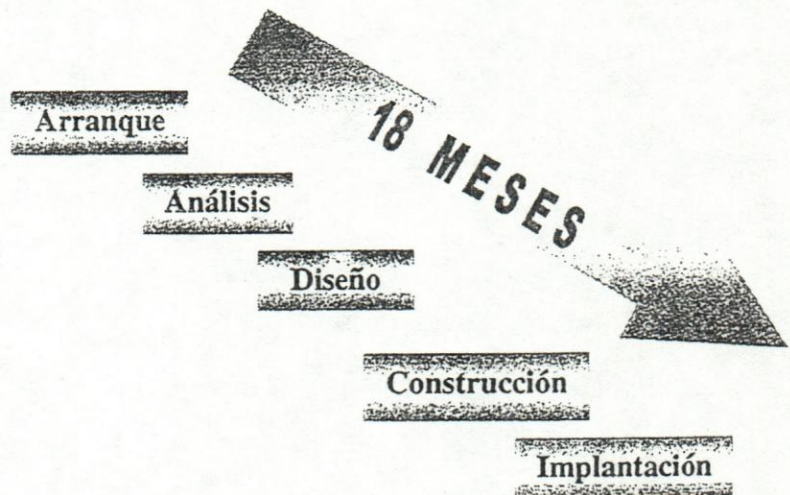 Arranque
18 MESES
Análisis
Diseño
Construcción
Implantación